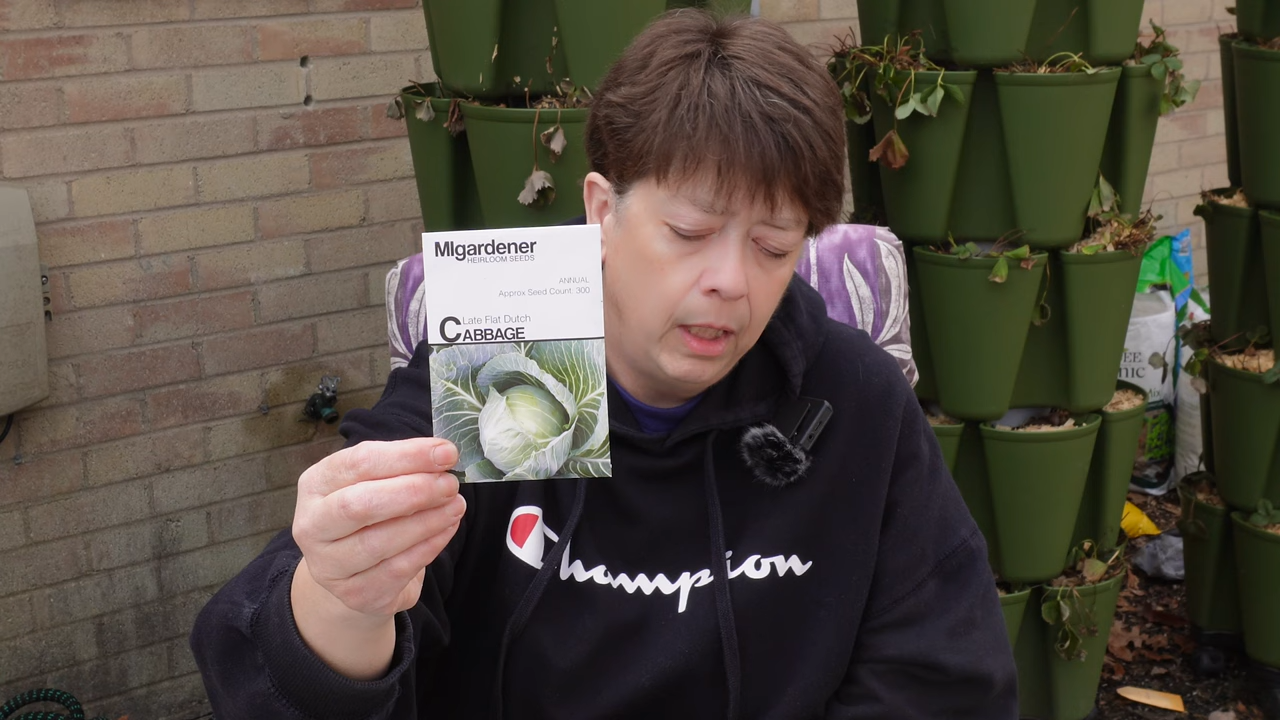 MIgardener
HEIRLOOM SEEDS
ANNUAL
Approx Seed Count: 300
Late Flat Dutch
CABBAGE
Champion